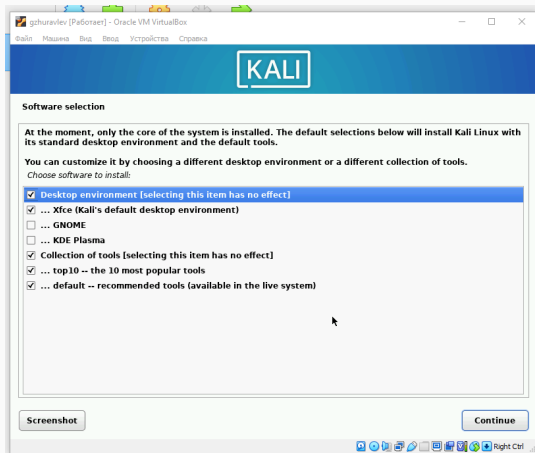 gzhuravlev [Работает] - Oracle VM VirtualBox
Файл Машина Вид Ввод Устройства Справка
KALI
Software selection
At the moment, only the core of the system is installed. The default selections below will install Kali Linux with
its standard desktop environment and the default tools.
You can customize it by choosing a different desktop environment or a different collection of tools.
Choose software to install:
Desktop environment [selecting this item has no effect]
... Xfce (Kali's default desktop environment)
... GNOME
... KDE Plasma
Collection of tools [selecting this item has no effect]
... top10 -- the 10 most popular tools
... default -- recommended tools (available in the live system)
Screenshot
Continue
Right Ctrl